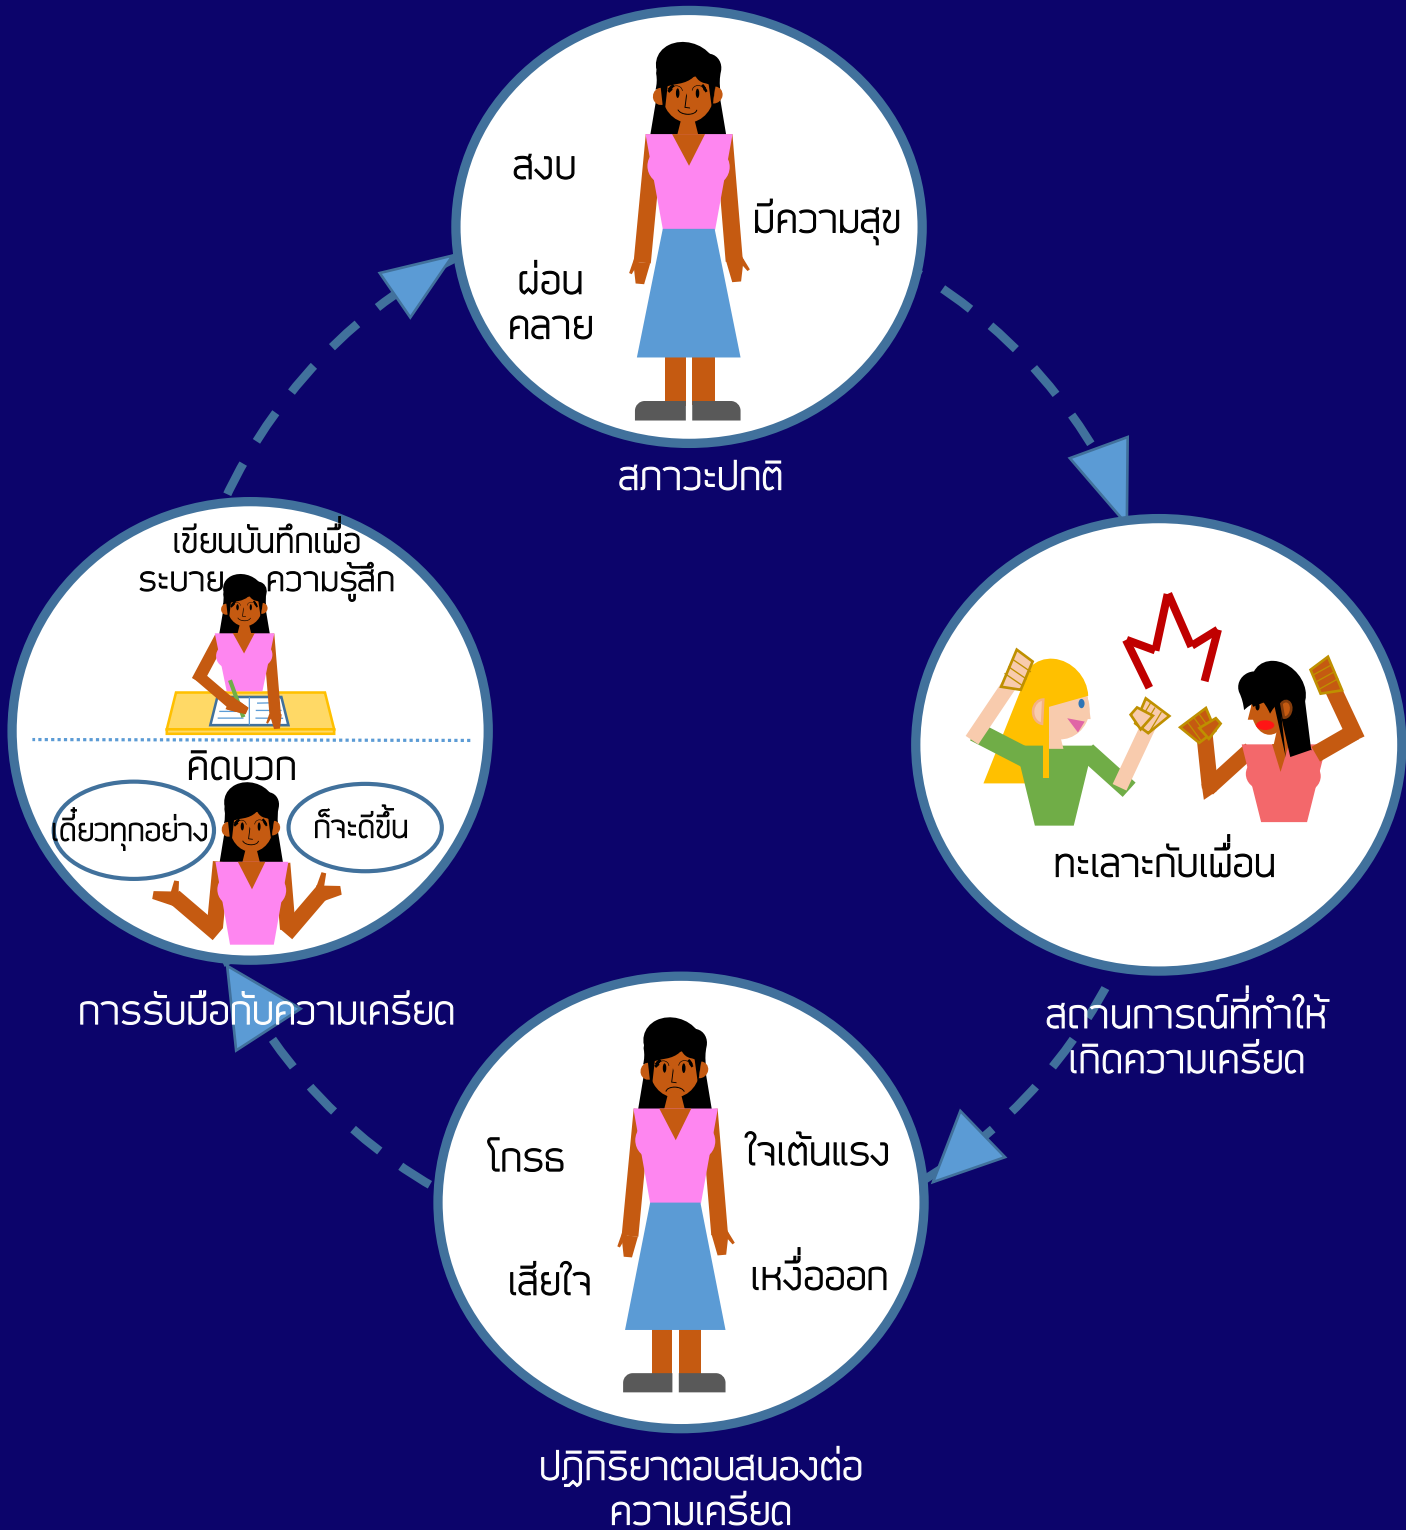 สงบ
มีความสุข
ผ่อน
คลาย
สภาวะปกติ
ทะเลาะกับเพื่อน
สถานการณ์ที่ทำให้
เกิดความเครียด
โกรธ
ใจเต้นแรง
เสียใจ
เหงื่อออก
ปฏิกิริยาตอบสนองต่อ
ความเครียด
เขียนบันทึกเพื่อ
ระบาย ความรู้สึก
คิดบวก
เดี๋ยวทุกอย่าง
ก็จะดีขึ้น
การรับมือกับความเครียด